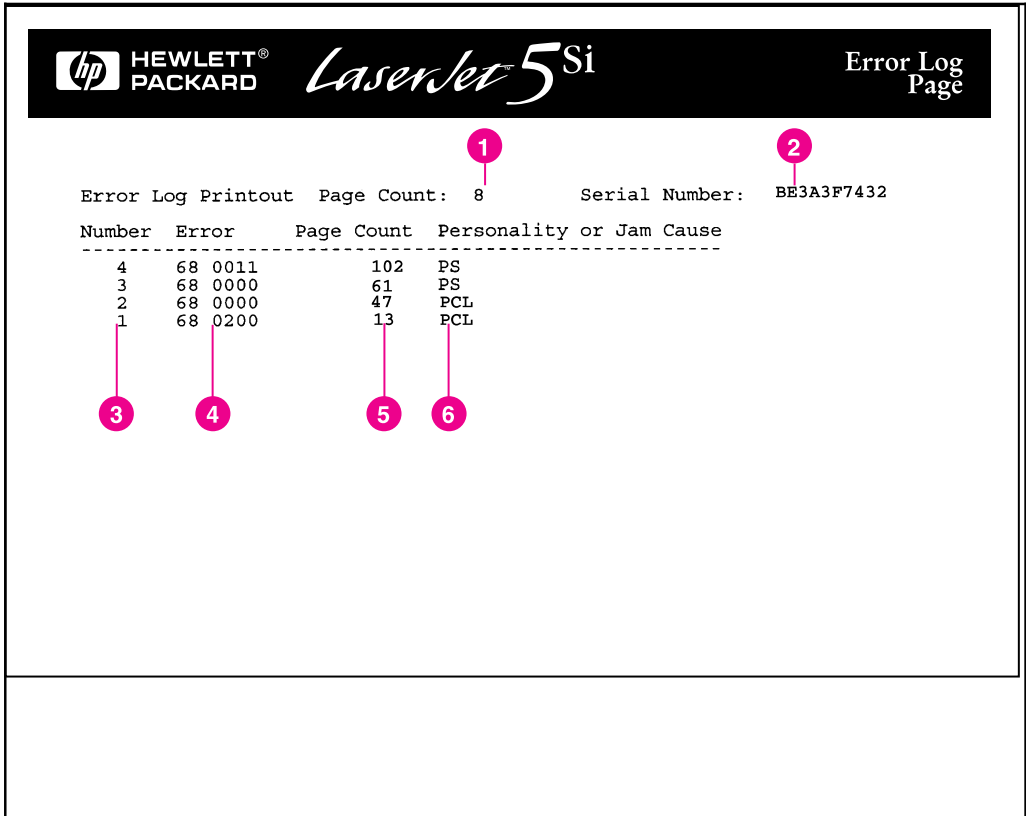 hp HEWLETT® PACKARD LaserJet™ 5Si Error Log Page
1 2
Error Log Printout Page Count: 8 Serial Number: BE3A3F7432
Number Error Page Count Personality or Jam Cause
4 68 0011 102 PS
3 68 0000 61 PS
2 68 0000 47 PCL
1 68 0200 13 PCL
3 4 5 6